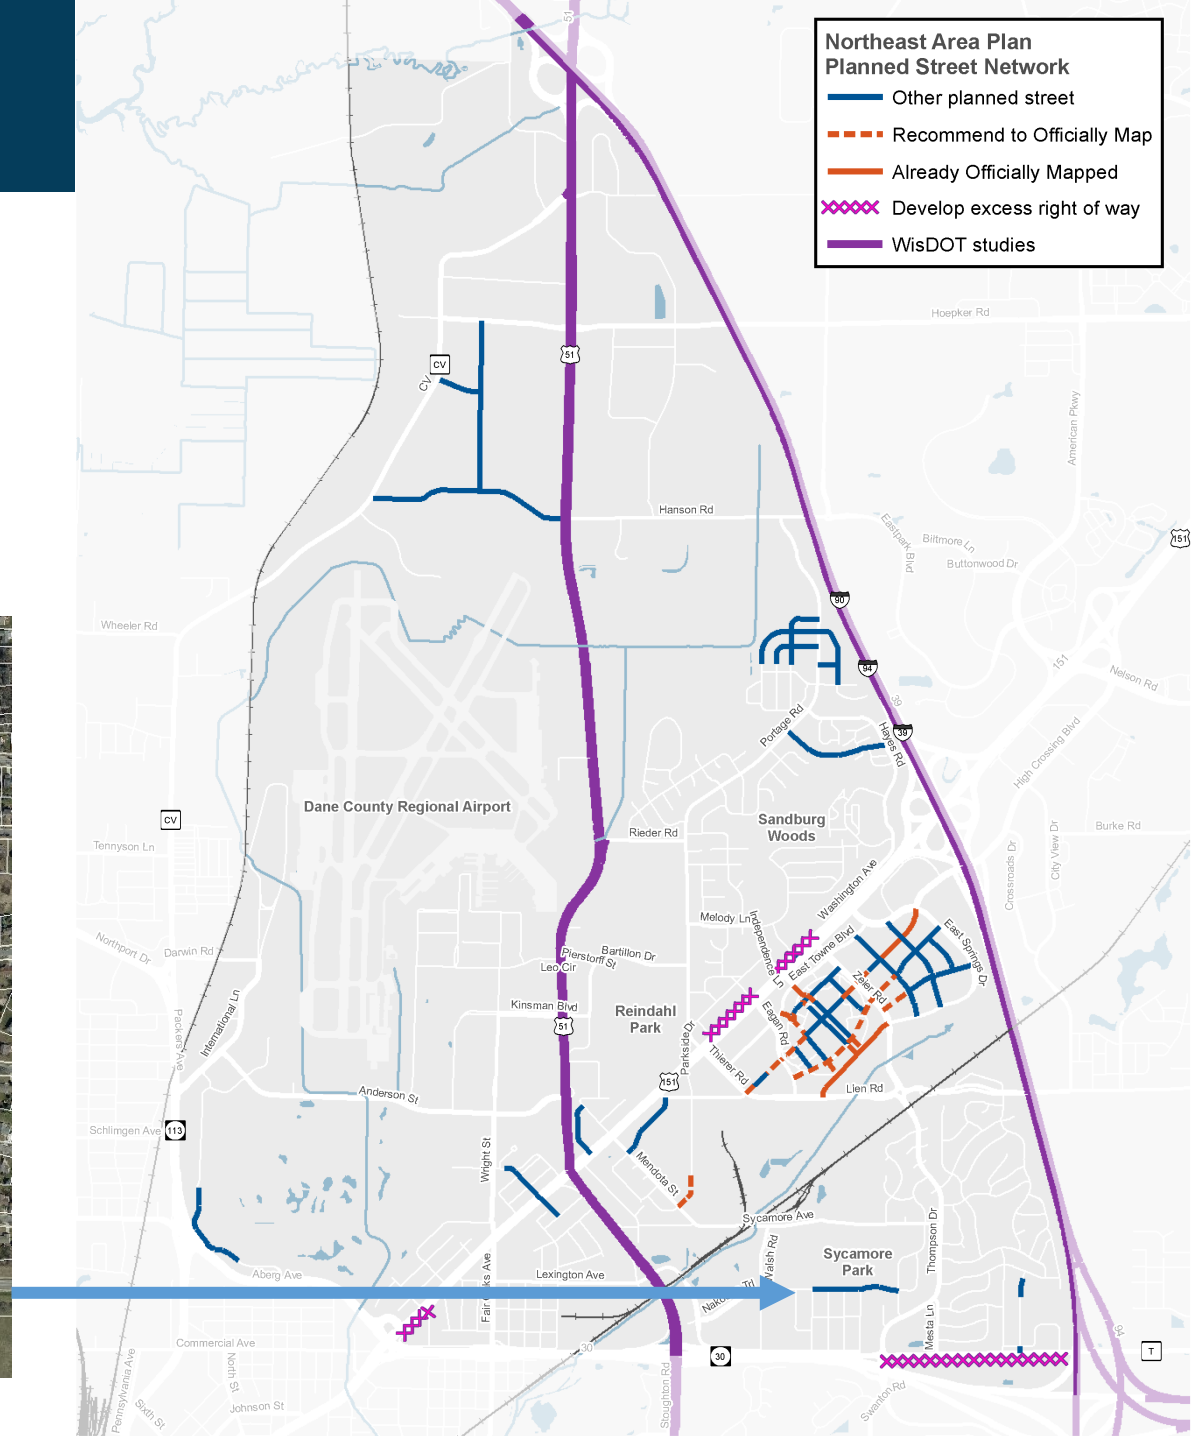 Northeast Area Plan
Planned Street Network
Other planned street
Recommend to Officially Map
Already Officially Mapped
Develop excess right of way
WisDOT studies
51
Hoepker Rd
CV
CV
51
American Pkwy
Hanson Rd
Eastpark Blvd
Biltmore Ln
Buttonwood Dr
151
90
Wheeler Rd
94
151
Nelson Rd
39
Portage Rd
Hayes Rd
39
High Crossing Blvd
Dane County Regional Airport
CV
Sandburg
Woods
Rieder Rd
Burke Rd
Tennyson Ln
Crossroads Dr
City View Dr
Washington Ave
Melody Ln
Independence Ln
East Towne Blvd
East Springs Dr
Northport Dr
Darwin Rd
Pierstorff St
Bartillon Dr
Leo Cir
Zeier Rd
International Ln
Kinsman Blvd
Reindahl
Park
Eagan Rd
Packers Ave
51
Parkside Dr
Thierer Rd
151
Lien Rd
Anderson St
Schlimgen Ave
113
Wright St
Mendota St
Sycamore Ave
Thompson Dr
Walsh Rd
Sycamore
Park
Aberg Ave
Lexington Ave
Fair Oaks Ave
Mesta Ln
94
T
Commercial Ave
30
30
Pennsylvania Ave
North St
Stoughton Rd
Swanton Rd
Sixth St
Johnson St